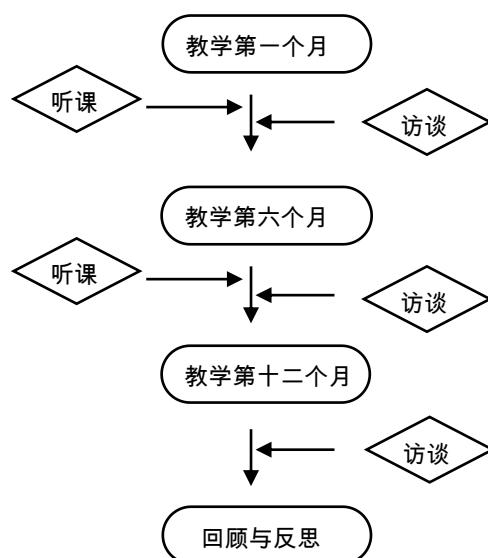 教学第一个月
听课
访谈
教学第六个月
听课
访谈
教学第十二个月
访谈
回顾与反思